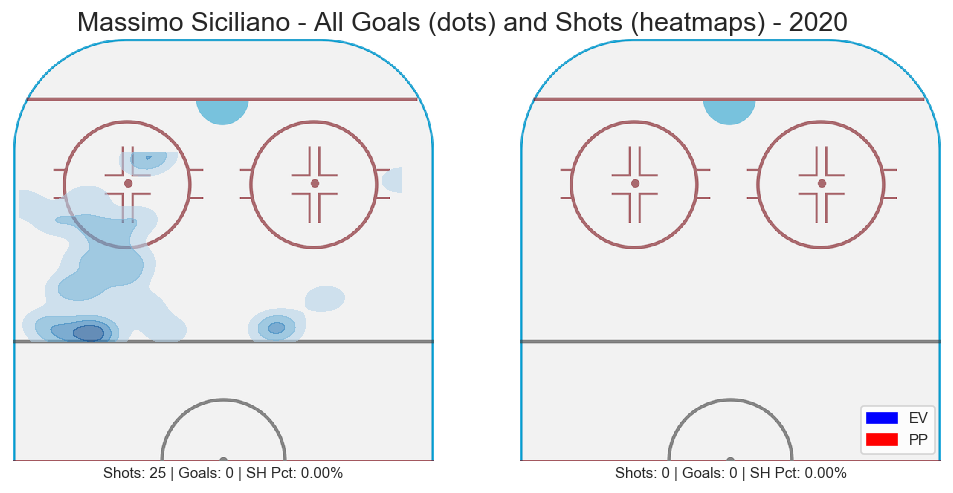 Massimo Siciliano - All Goals (dots) and Shots (heatmaps) - 2020
EV
PP
Shots: 25 | Goals: 0 | SH Pct: 0.00%
Shots: 0 | Goals: 0 | SH Pct: 0.00%